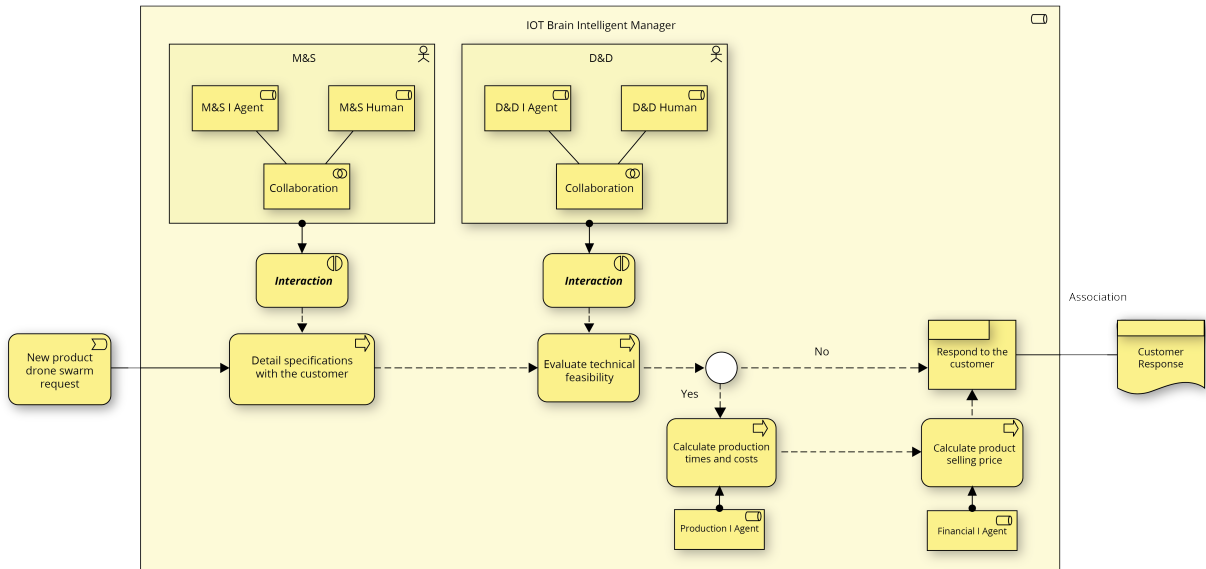 IOT Brain Intelligent Manager
M&S
D&D
M&S I Agent
M&S Human
D&D I Agent
D&D Human
Collaboration
Collaboration
Interaction
Interaction
Association
New product
drone swarm
request
Detail specifications
with the customer
Evaluate technical
feasibility
No
Yes
Respond to the
customer
Customer
Response
Calculate production
times and costs
Calculate product
selling price
Production I Agent
Financial I Agent